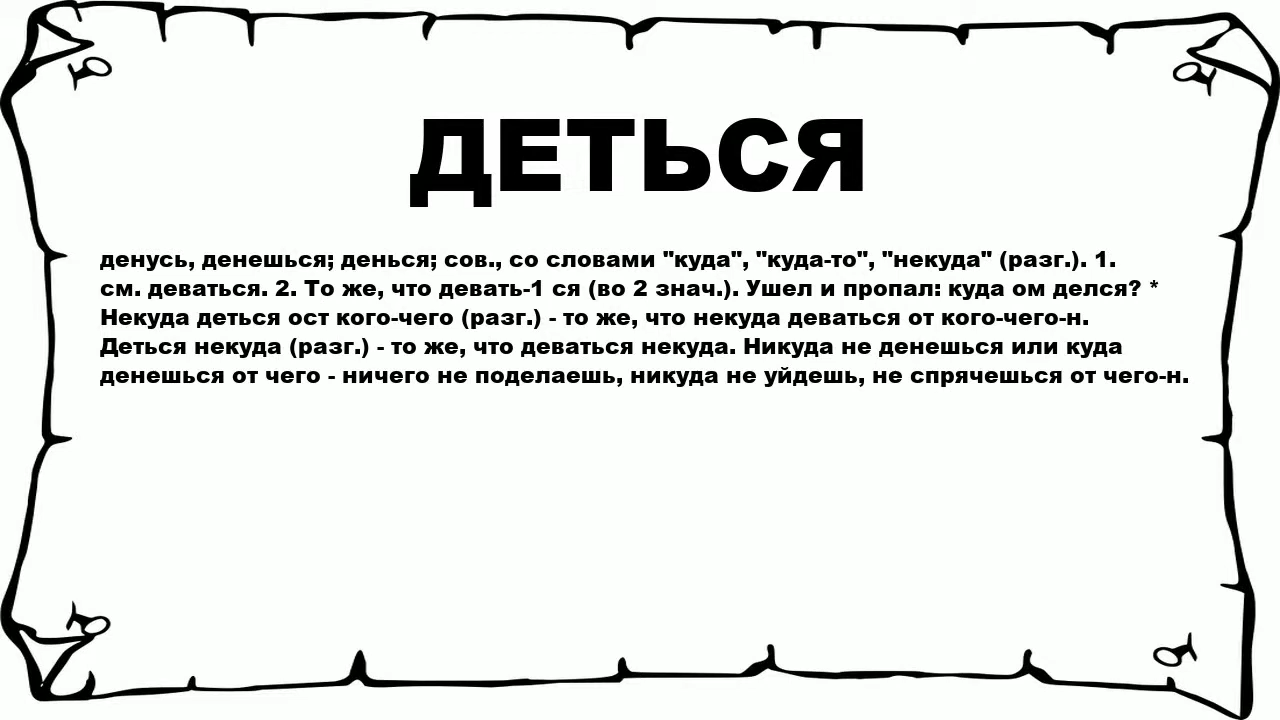 ДЕТЬСЯ
денусь, денешься; денься; сов., со словами "куда", "куда-то", "некуда" (разг.). 1.
см. деваться. 2. То же, что девать-1 ся (во 2 знач.). Ушел и пропал: куда ом делся? *
Некуда деться ост кого-чего (разг.) - то же, что некуда деваться от кого-чего-н.
Деться некуда (разг.) - то же, что деваться некуда. Никуда не денешься или куда
денешься от чего - ничего не поделаешь, никуда не уйдешь, не спрячешься от чего-н.